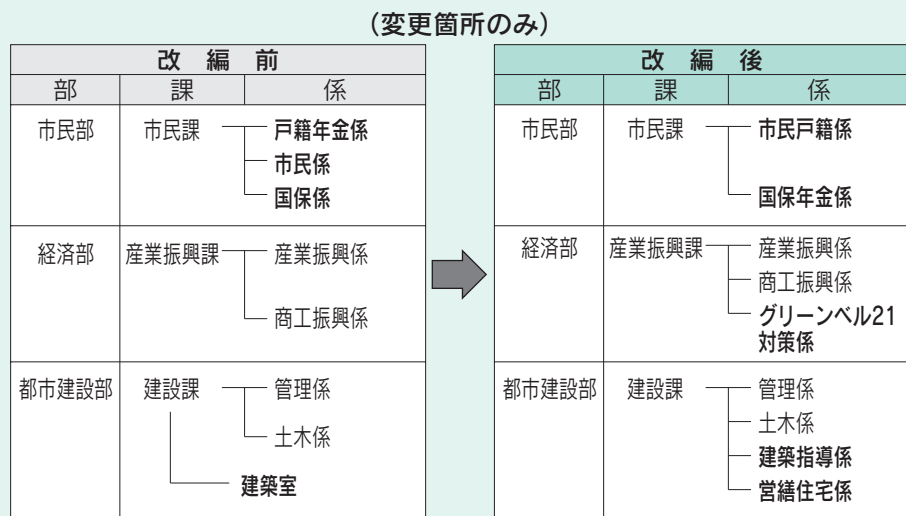 (変更箇所のみ)
改編前
部 課 係
市民部 市民課 戸籍年金係
市民係
国保係
経済部 産業振興課 産業振興係
商工振興係
都市建設部 建設課 管理係
土木係
建築室
改編後
部 課 係
市民部 市民課 市民戸籍係
国保年金係
経済部 産業振興課 産業振興係
商工振興係
グリーンベル21
対策係
都市建設部 建設課 管理係
土木係
建築指導係
営繕住宅係